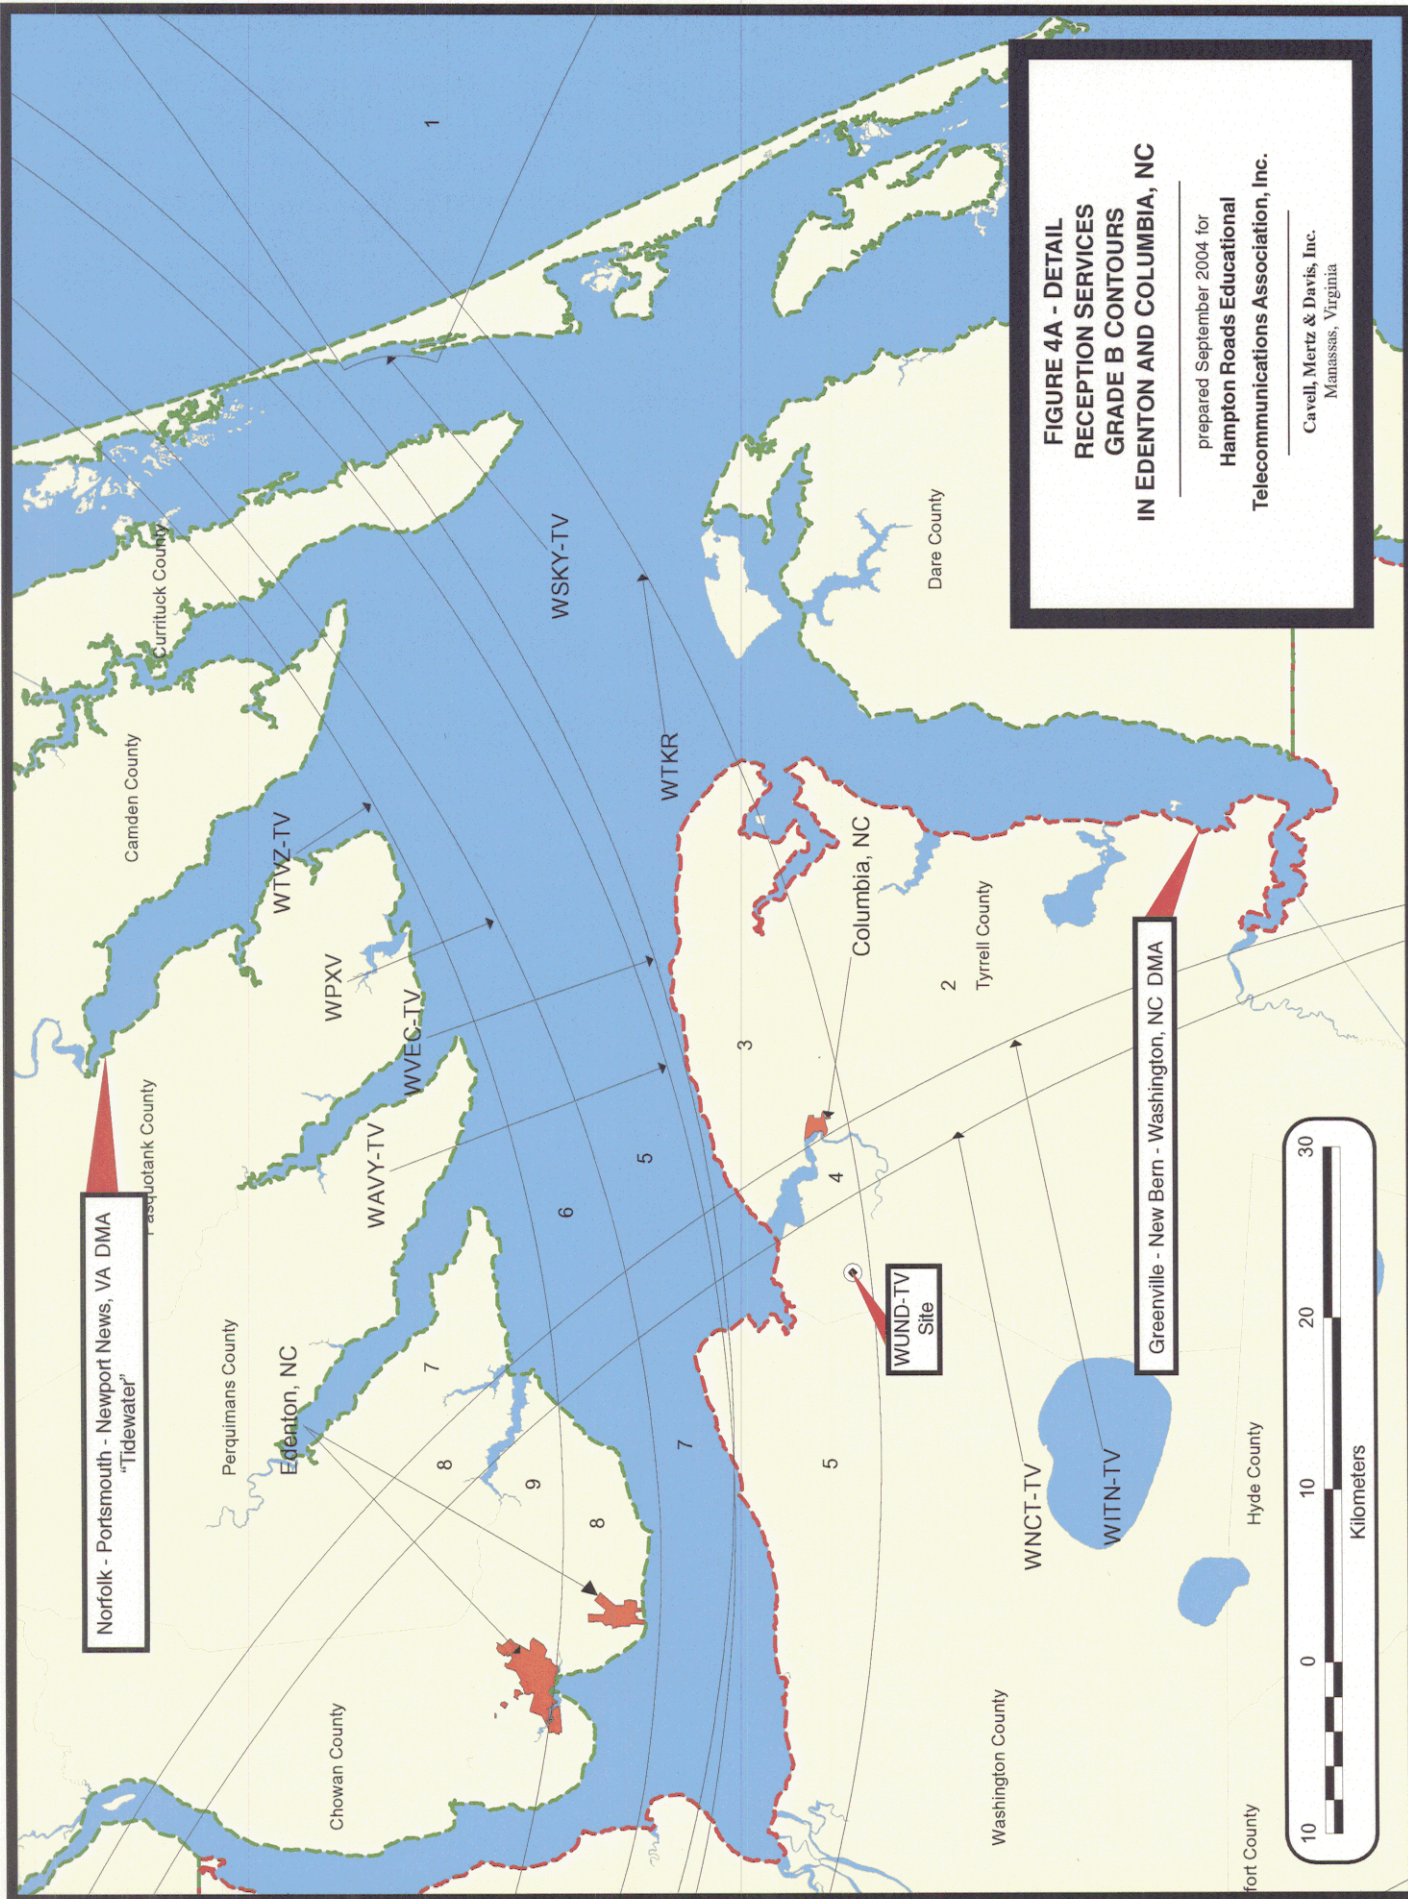 FIGURE 4A - DETAIL
RECEPTION SERVICES
GRADE B CONTOURS
IN EDENTON AND COLUMBIA, NC
prepared September 2004 for
Hampton Roads Educational
Telecommunications Association, Inc.
Cavell, Mertz & Davis, Inc.
Manassas, Virginia
Norfolk - Portsmouth - Newport News, VA DMA
"Tidewater"
Pasquotank County
Camden County
Currituck County
Perquimans County
Edenton, NC
Chowan County
WTVZ-TV
WPXV
WVEC-TV
WAVY-TV
WSKY-TV
WTKR
1
7
8
9
8
6
5
7
3
4
5
2
Columbia, NC
Tyrrell County
Dare County
WUND-TV
Site
WNCT-TV
WITN-TV
Greenville - New Bern - Washington, NC DMA
Washington County
Hyde County
fort County
10
0
10
20
30
Kilometers